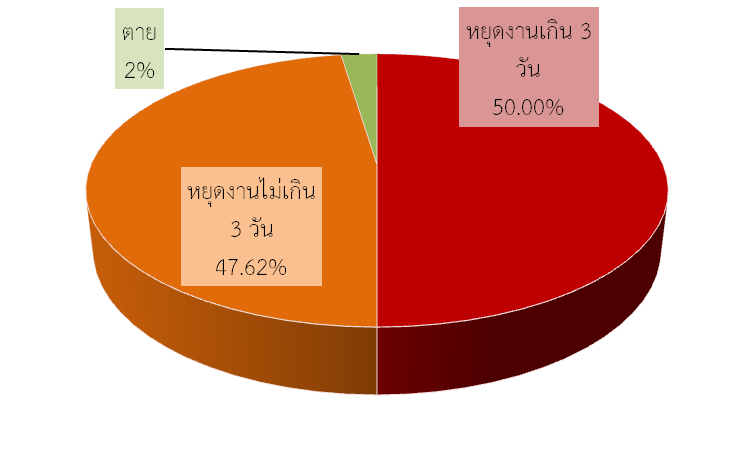 ตาย
2%
หยุดงานเกิน 3
วัน
50.00%
หยุดงานไม่เกิน
3 วัน
47.62%